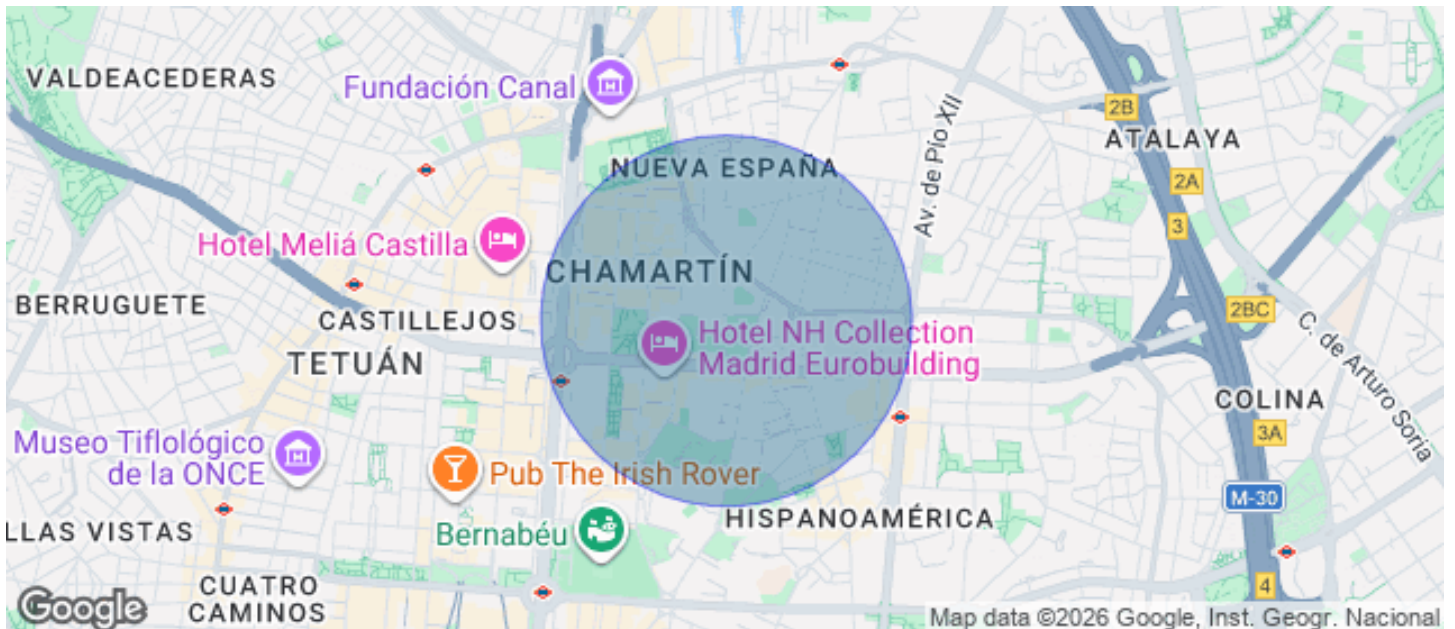 VALDEACEDERAS
Fundación Canal
NUEVA ESPAÑA
Av. de Pío XII
2B
ATALAYA
2A
3
Hotel Meliá Castilla
CHAMARTÍN
BERRUGUETE
CASTILLEJOS
TETUÁN
Hotel NH Collection
Madrid Eurobuilding
2BC
C. de Arturo Soria
COLINA
3A
Museo Tiflológico
de la ONCE
Pub The Irish Rover
M-30
LLAS VISTAS
Bernabéu
HISPANOAMÉRICA
CUATRO
CAMINOS
4
Google
Map data ©2026 Google, Inst. Geogr. Nacional